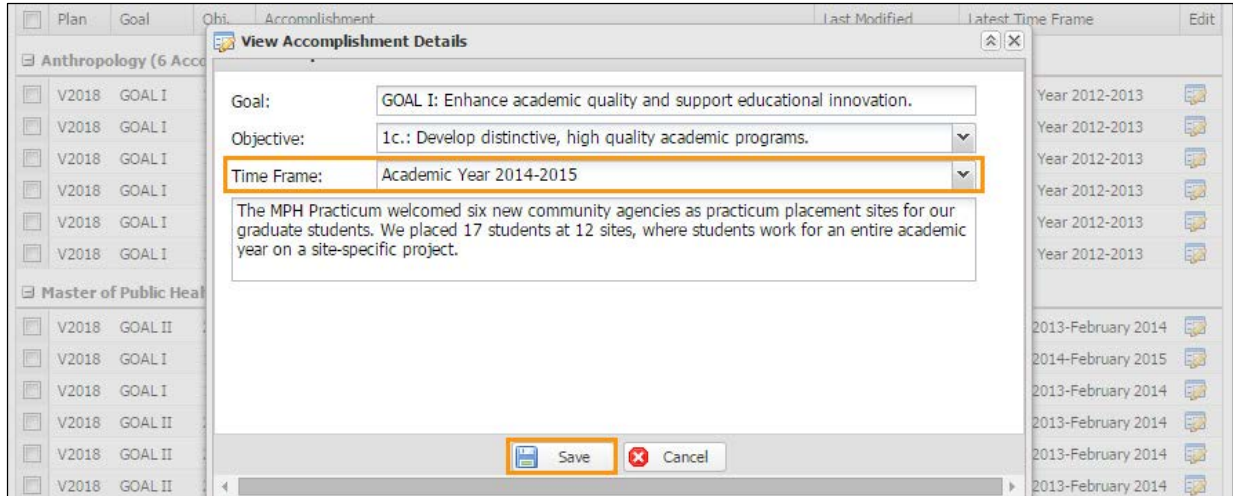 Plan Goal Obj. Accomplishment Last Modified Latest Time Frame Edit
View Accomplishment Details
Anthropology (6 Acco
V2018 GOAL I Year 2012-2013
V2018 GOAL I Year 2012-2013
V2018 GOAL I Year 2012-2013
V2018 GOAL I Year 2012-2013
V2018 GOAL I Year 2012-2013
V2018 GOAL I Year 2012-2013
Master of Public Heal
V2018 GOAL II 2013-February 2014
V2018 GOAL I 2014-February 2015
V2018 GOAL I 2013-February 2014
V2018 GOAL II 2013-February 2014
V2018 GOAL II 2013-February 2014
V2018 GOAL II 2013-February 2014
Goal: GOAL I: Enhance academic quality and support educational innovation.
Objective: 1c.: Develop distinctive, high quality academic programs.
Time Frame: Academic Year 2014-2015
The MPH Practicum welcomed six new community agencies as practicum placement sites for our
graduate students. We placed 17 students at 12 sites, where students work for an entire academic
year on a site-specific project.
Save Cancel